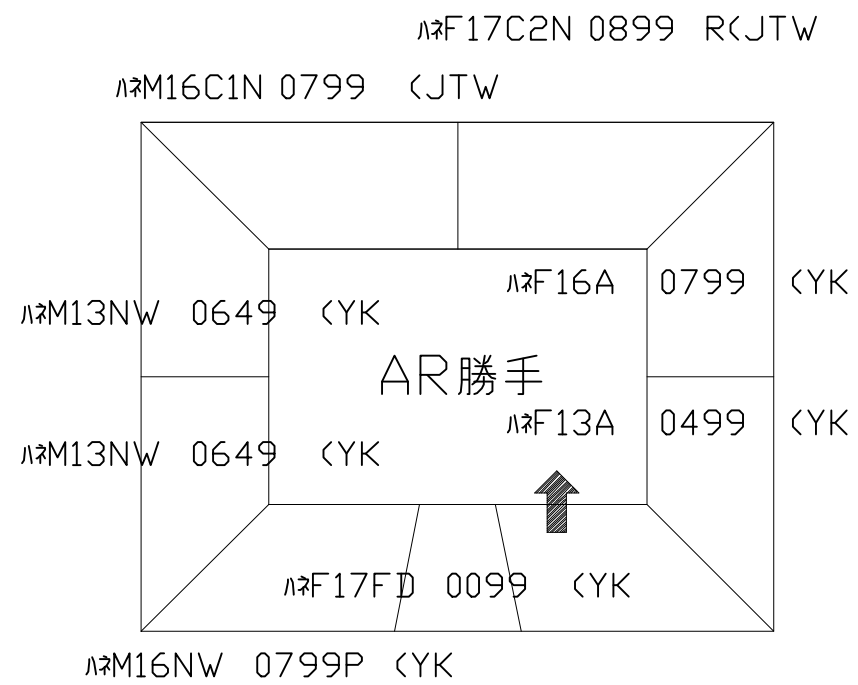 ﾊﾈF17C2N 0899 R(JTW
ﾊﾈM16C1N 0799 (JTW
ﾊﾈF16A 0799 (YK
ﾊﾈM13NW 0649 (YK
AR勝手
ﾊﾈF13A 0499 (YK
ﾊﾈM13NW 0649 (YK
ﾊﾈF17FD 0099 (YK
ﾊﾈM16NW 0799P (YK